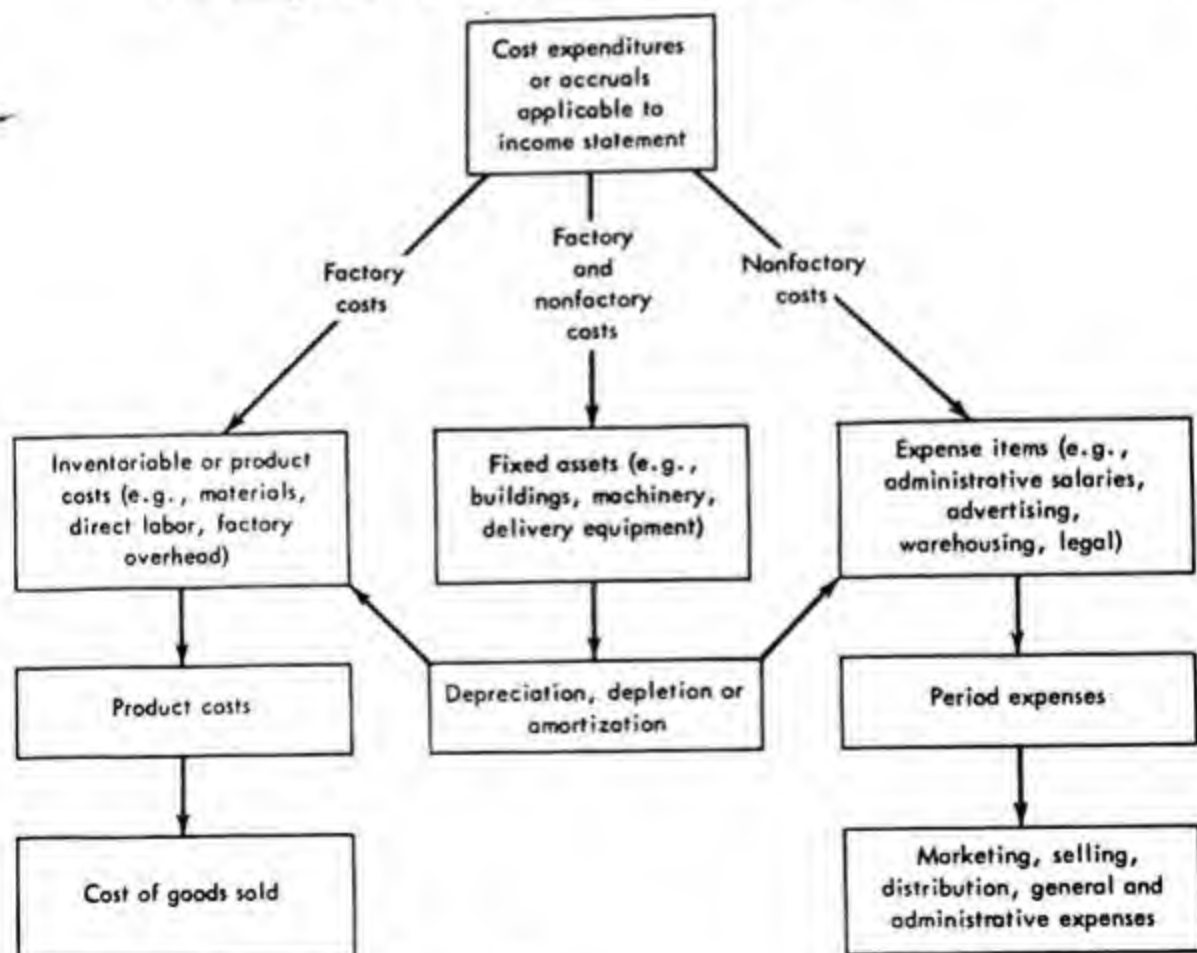 Cost expenditures
or accruals
applicable to
income statement
Factory
costs
Factory
and
nonfactory
costs
Nonfactory
costs
Inventoriable or product
costs (e.g., materials,
direct labor, factory
overhead)
Fixed assets (e.g.,
buildings, machinery,
delivery equipment)
Expense items (e.g.,
administrative salaries,
advertising,
warehousing, legal)
Product costs
Depreciation, depletion or
amortization
Period expenses
Cost of goods sold
Marketing, selling,
distribution, general and
administrative expenses